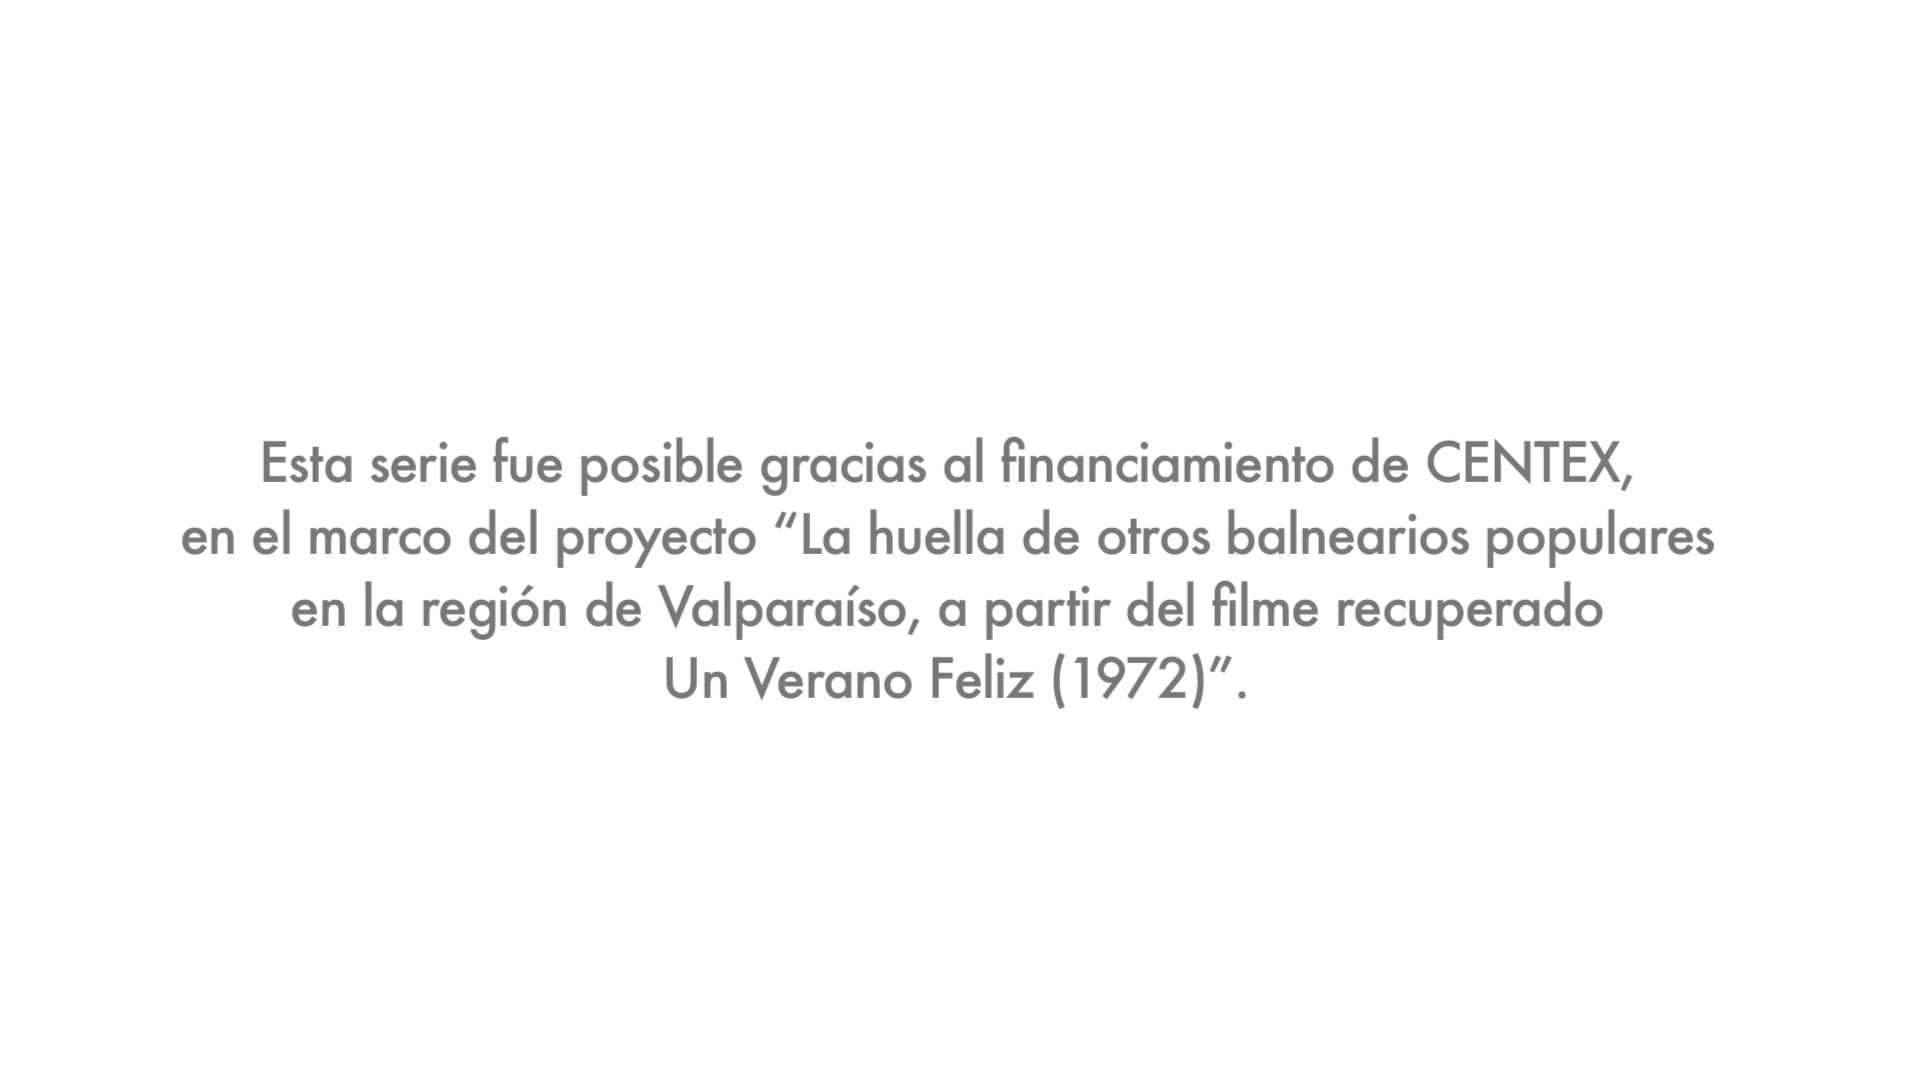 Esta serie fue posible gracias al financiamiento de CENTEX,
en el marco del proyecto “La huella de otros balnearios populares
en la región de Valparaíso, a partir del filme recuperado
Un Verano Feliz (1972)”.